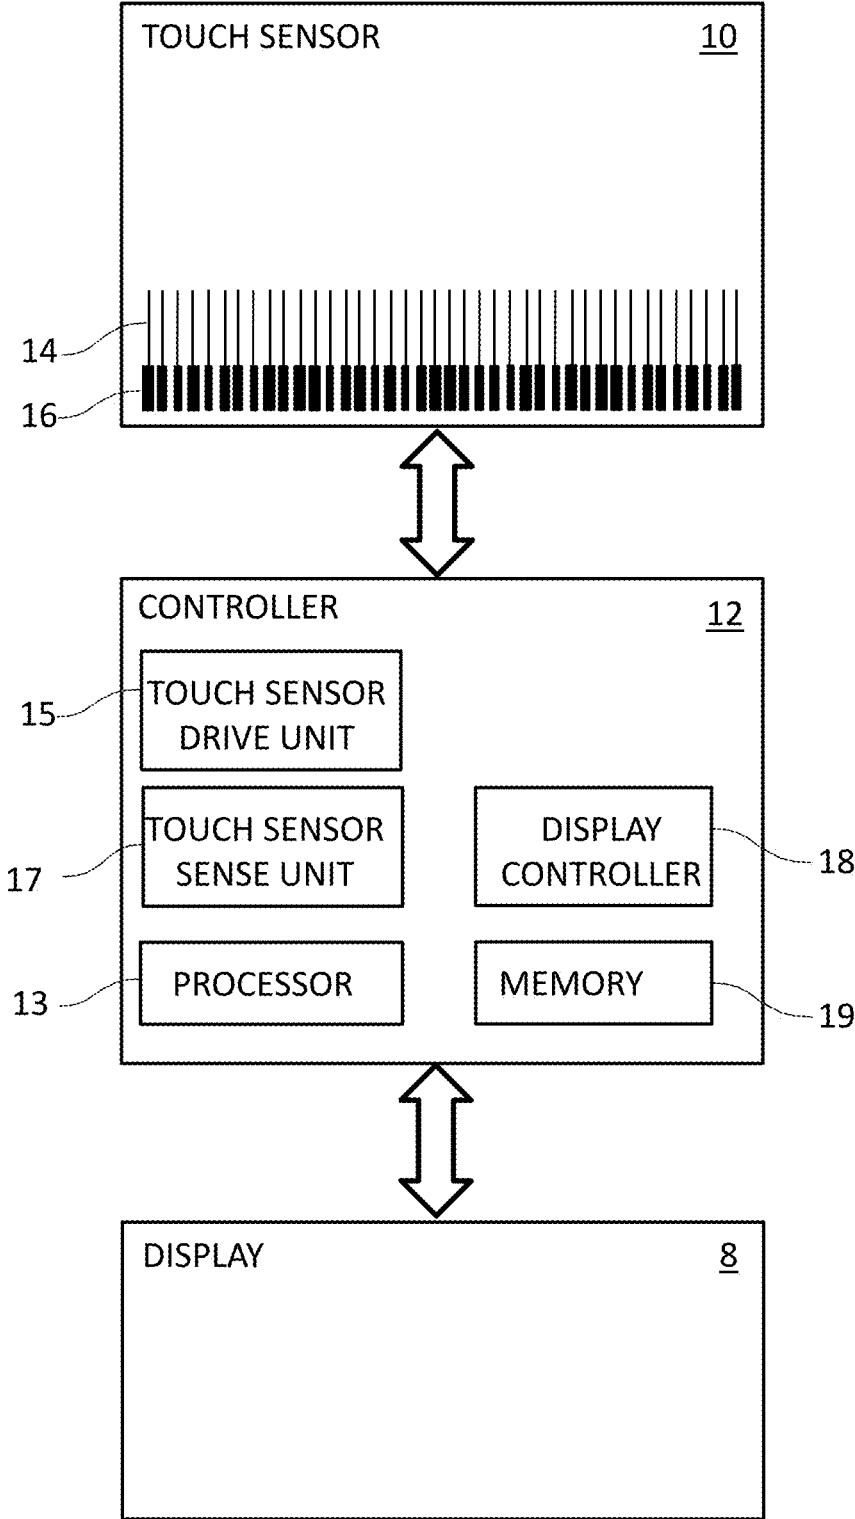 TOUCH SENSOR 10
14
16
CONTROLLER 12
15 TOUCH SENSOR
DRIVE UNIT
17 TOUCH SENSOR
SENSE UNIT
DISPLAY
CONTROLLER 18
13 PROCESSOR
MEMORY 19
DISPLAY 8